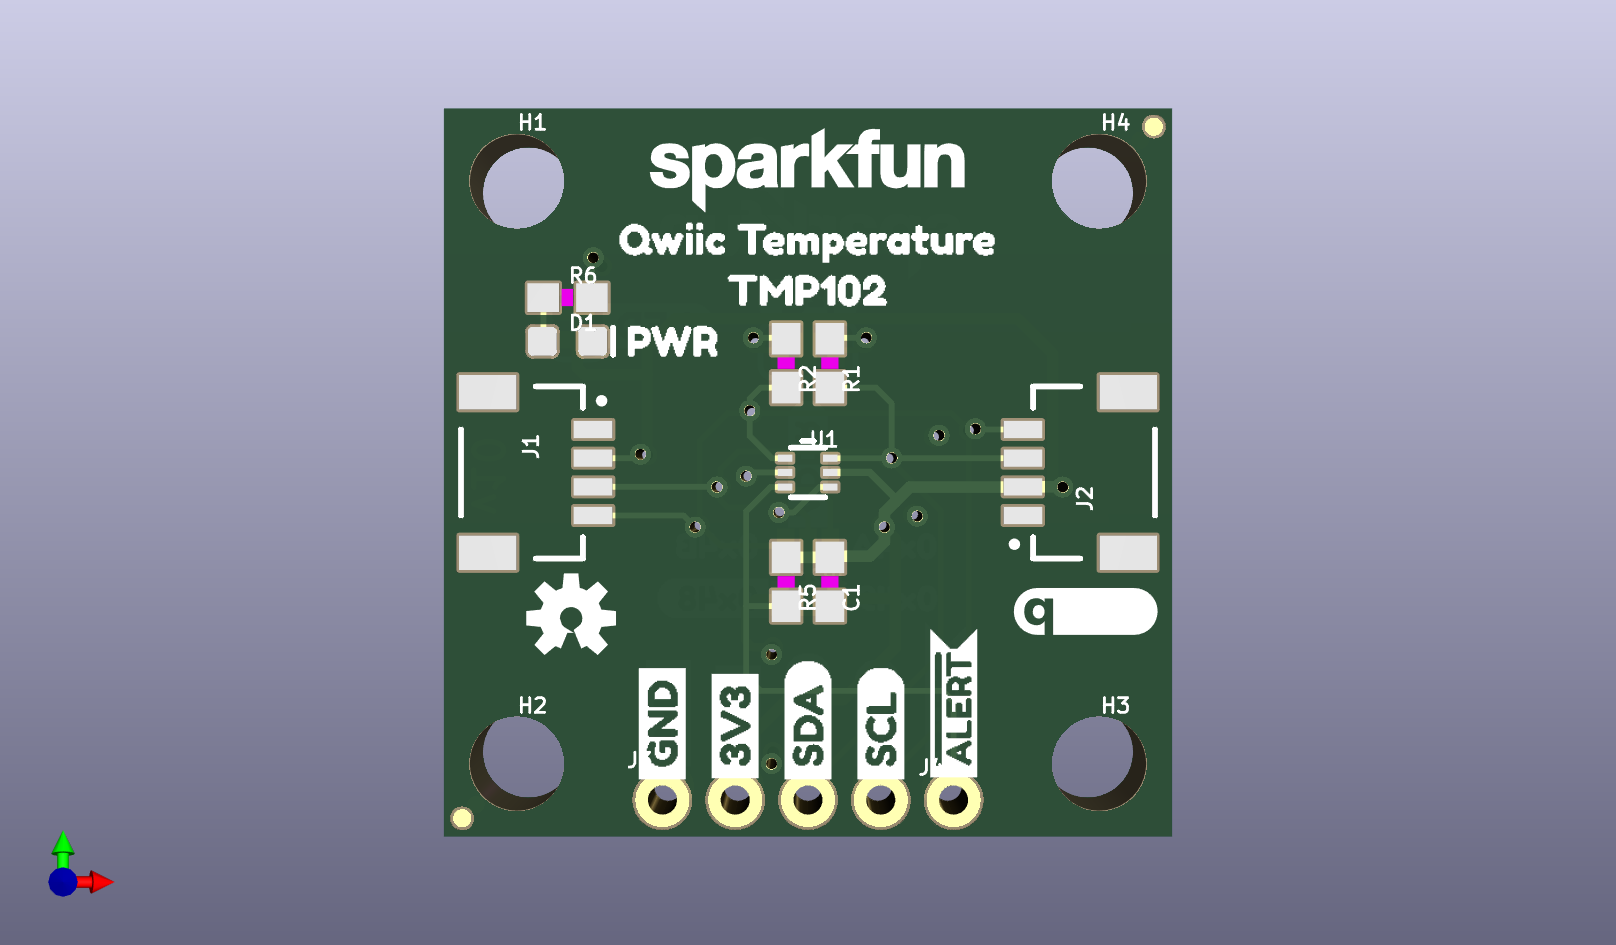 H1
H4
sparkfun
Qwiic Temperature
TMP102
R6
D1
PWR
R2
R1
J1
U1
J2
R5
C1
q
H2
H3
GND
3V3
SDA
SCL
ALERT
J